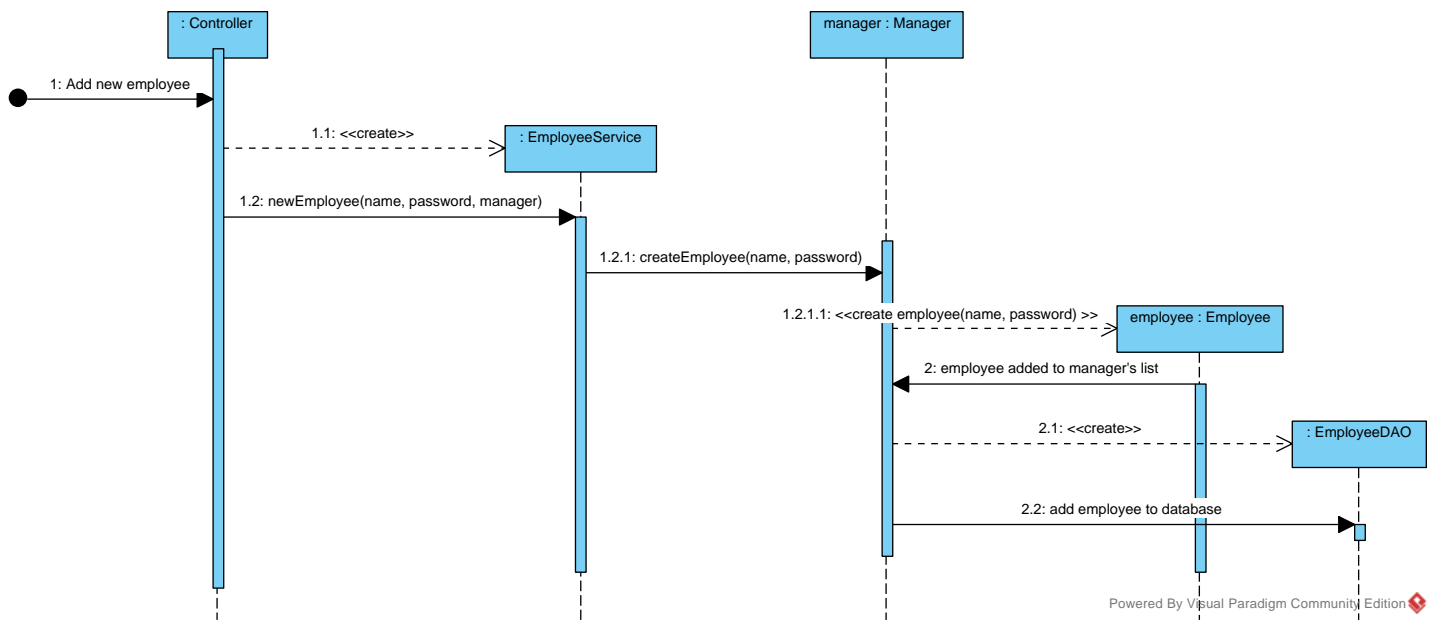 : Controller
manager : Manager
1: Add new employee
1.1: <<create>>
: EmployeeService
1.2: newEmployee(name, password, manager)
1.2.1: createEmployee(name, password)
1.2.1.1: <<create employee(name, password) >>
employee : Employee
2: employee added to manager's list
2.1: <<create>>
: EmployeeDAO
2.2: add employee to database
Powered By Visual Paradigm Community Edition